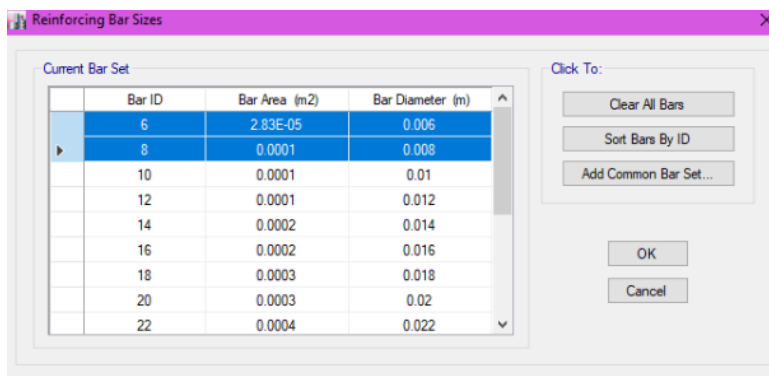 Reinforcing Bar Sizes
Current Bar Set
Bar ID Bar Area (m2) Bar Diameter (m)
6 2.83E-05 0.006
8 0.0001 0.008
10 0.0001 0.01
12 0.0001 0.012
14 0.0002 0.014
16 0.0002 0.016
18 0.0003 0.018
20 0.0003 0.02
22 0.0004 0.022
Click To:
Clear All Bars
Sort Bars By ID
Add Common Bar Set...
OK
Cancel